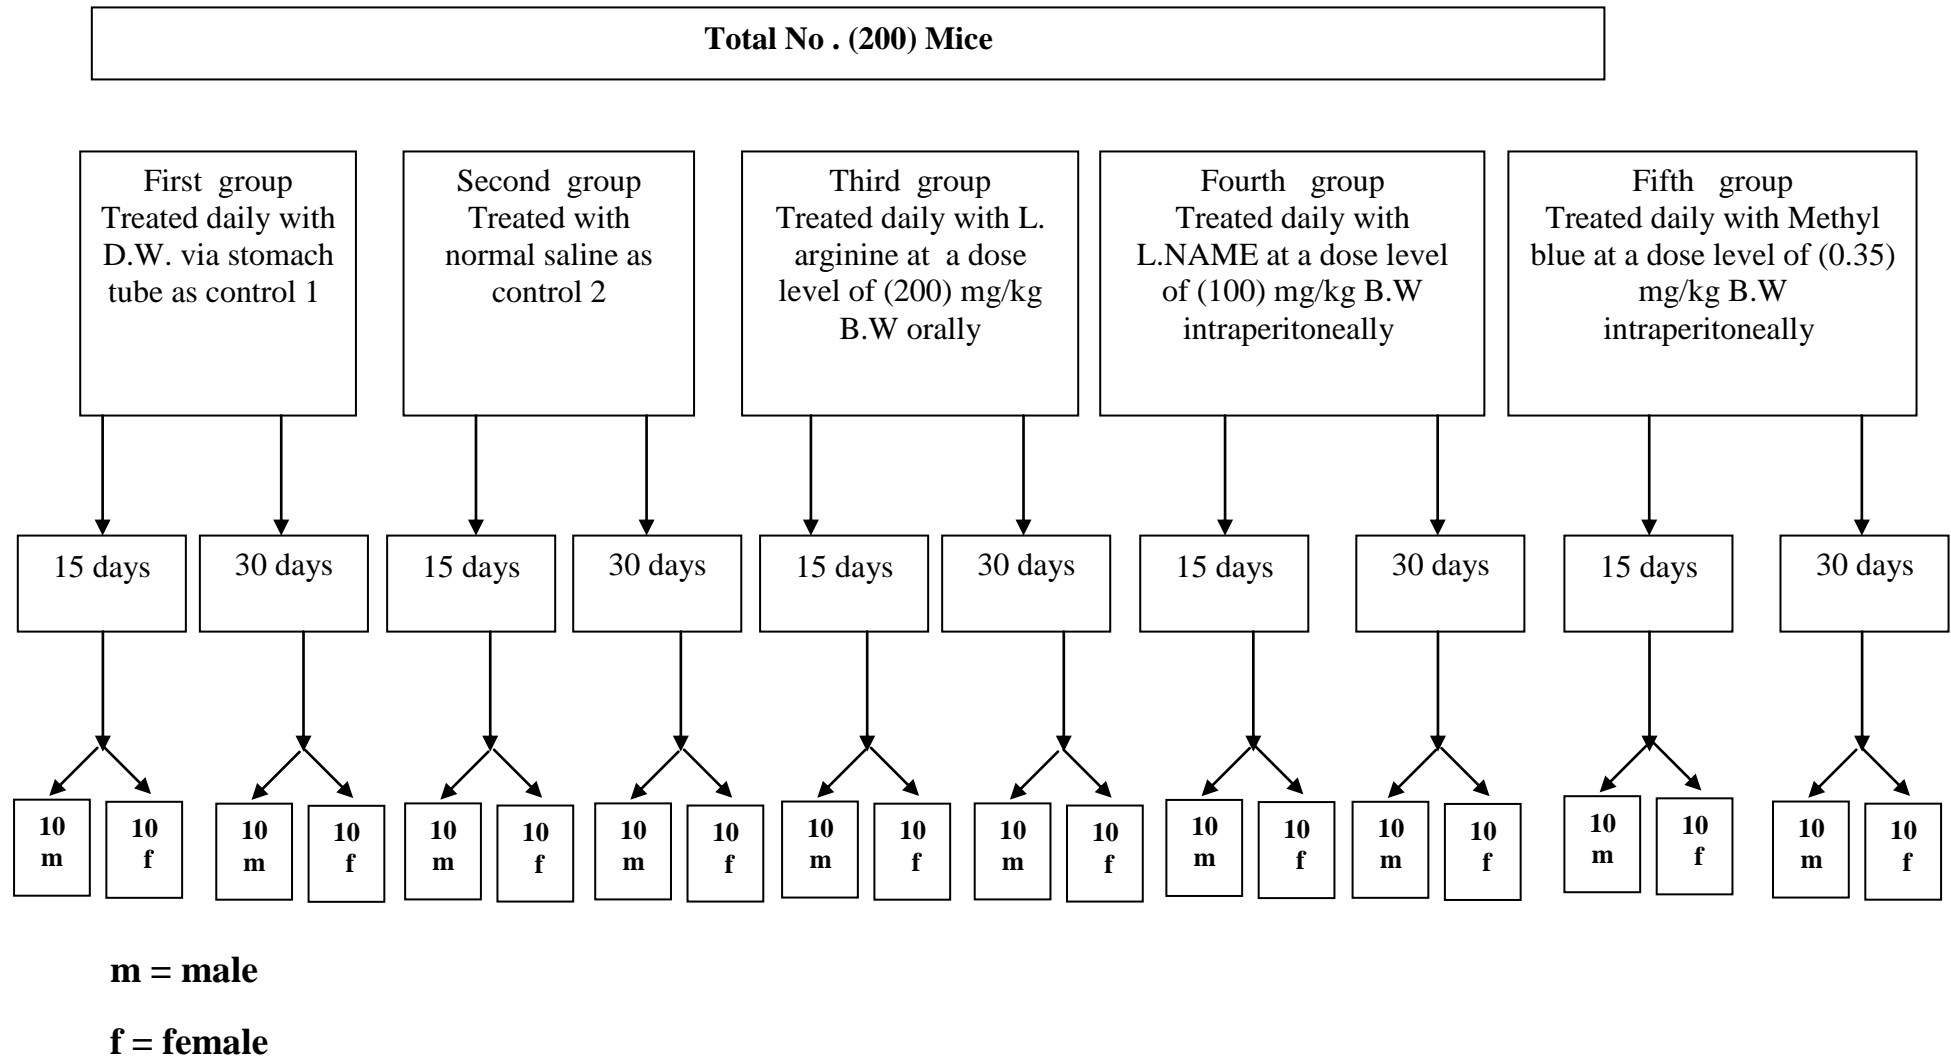 Total No . (200) Mice
First group
Treated daily with
D.W. via stomach
tube as control 1
Second group
Treated with
normal saline as
control 2
Third group
Treated daily with L.
arginine at a dose
level of (200) mg/kg
B.W orally
Fourth group
Treated daily with
L.NAME at a dose level
of (100) mg/kg B.W
intraperitoneally
Fifth group
Treated daily with Methyl
blue at a dose level of (0.35)
mg/kg B.W
intraperitoneally
15 days
30 days
15 days
30 days
15 days
30 days
15 days
30 days
15 days
30 days
10
m
10
f
10
m
10
f
10
m
10
f
10
m
10
f
10
m
10
f
10
m
10
f
10
m
10
f
10
m
10
f
10
m
10
f
10
m
10
f
m = male
f = female